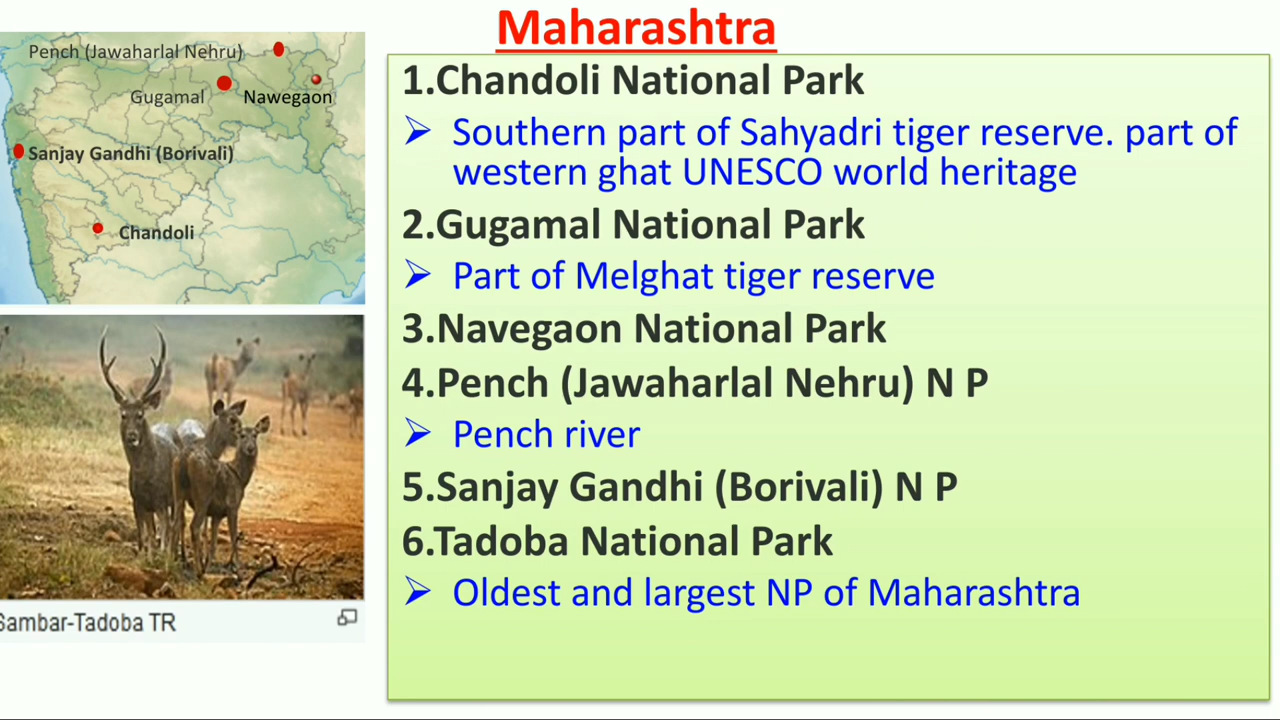 Maharashtra
Pench (Jawaharlal Nehru)
Gugamal
Nawegaon
Sanjay Gandhi (Borivali)
Chandoli
Sambar-Tadoba TR
1.Chandoli National Park
➢ Southern part of Sahyadri tiger reserve. part of
western ghat UNESCO world heritage
2.Gugamal National Park
➢ Part of Melghat tiger reserve
3.Navegaon National Park
4.Pench (Jawaharlal Nehru) N P
➢ Pench river
5.Sanjay Gandhi (Borivali) N P
6.Tadoba National Park
➢ Oldest and largest NP of Maharashtra